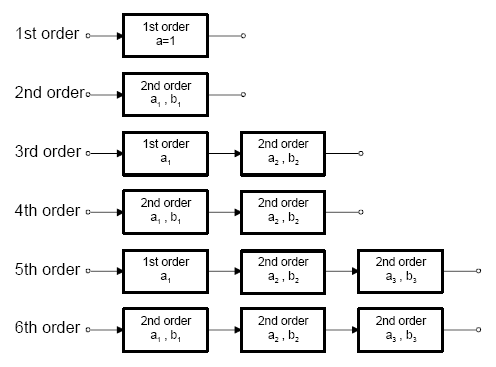 1st order 1st order
a=1
2nd order 2nd order
a₁ , b₁
3rd order 1st order 2nd order
a₁ a₂ , b₂
4th order 2nd order 2nd order
a₁ , b₁ a₂ , b₂
5th order 1st order 2nd order 2nd order
a₁ a₂ , b₂ a₃ , b₃
6th order 2nd order 2nd order 2nd order
a₁ , b₁ a₂ , b₂ a₃ , b₃